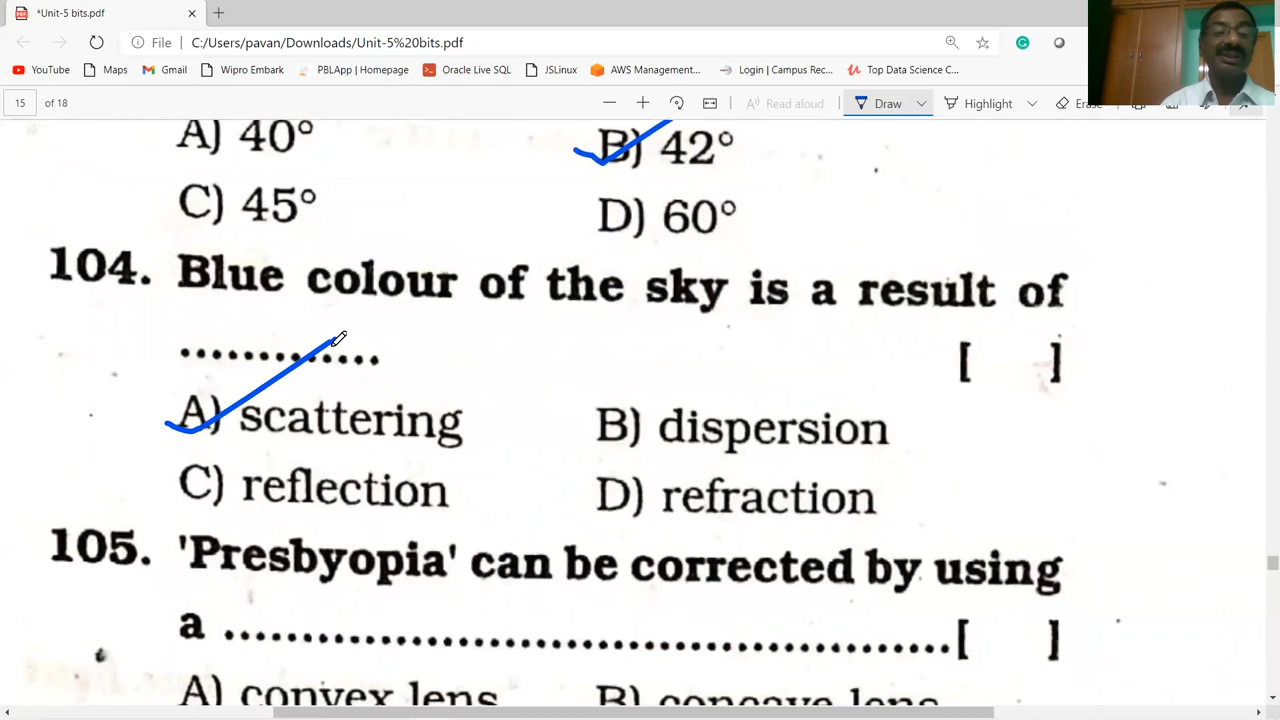 *Unit-5 bits.pdf
File C:/Users/pavan/Downloads/Unit-5%20bits.pdf
YouTube Maps Gmail Wipro Embark PBLApp | Homepage Oracle Live SQL JSLinux AWS Management... Login | Campus Rec... Top Data Science C...
15 of 18 Read aloud Draw Highlight Erase
A) 40° B) 42°
C) 45° D) 60°
104. Blue colour of the sky is a result of
............. [ ]
A) scattering B) dispersion
C) reflection D) refraction
105. 'Presbyopia' can be corrected by using
a ..................................................[ ]
A) convex lens B) concave lens